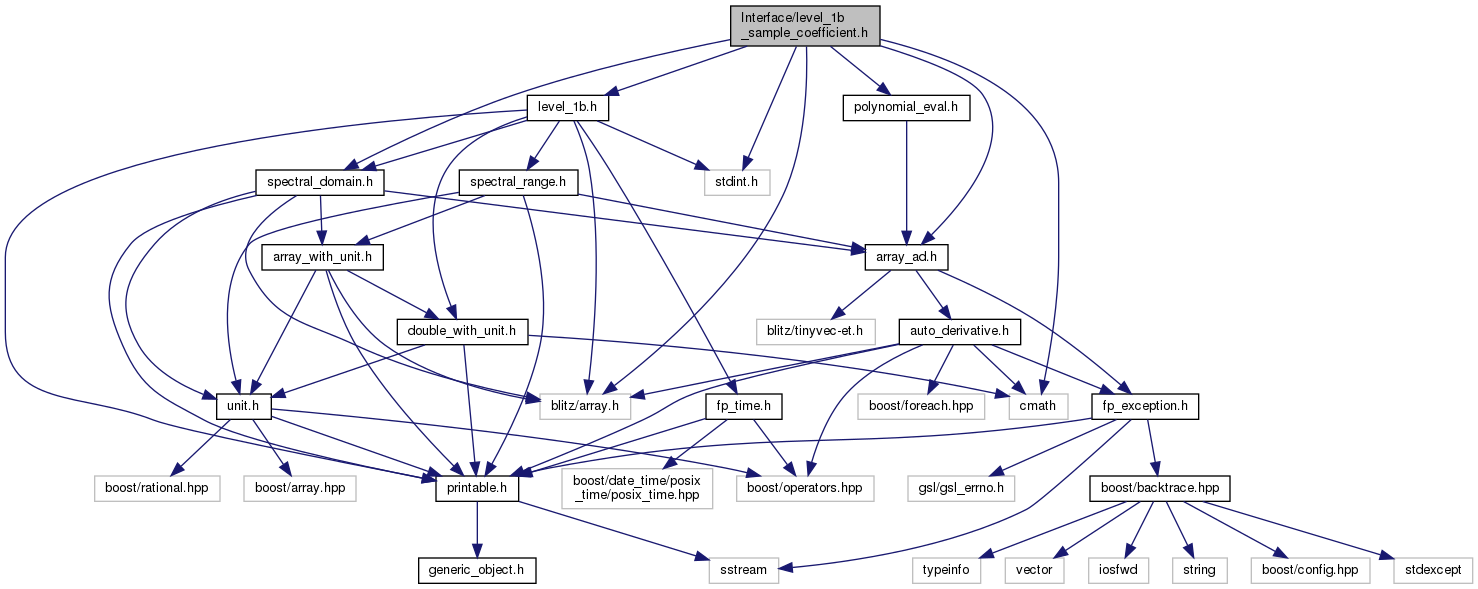 Interface/level_1b
_sample_coefficient.h
level_1b.h
polynomial_eval.h
spectral_domain.h
spectral_range.h
stdint.h
array_with_unit.h
array_ad.h
double_with_unit.h
blitz/tinyvec-et.h
auto_derivative.h
unit.h
blitz/array.h
fp_time.h
boost/foreach.hpp
cmath
fp_exception.h
boost/rational.hpp
boost/array.hpp
printable.h
boost/date_time/posix
_time/posix_time.hpp
boost/operators.hpp
gsl/gsl_errno.h
boost/backtrace.hpp
generic_object.h
sstream
typeinfo
vector
iosfwd
string
boost/config.hpp
stdexcept